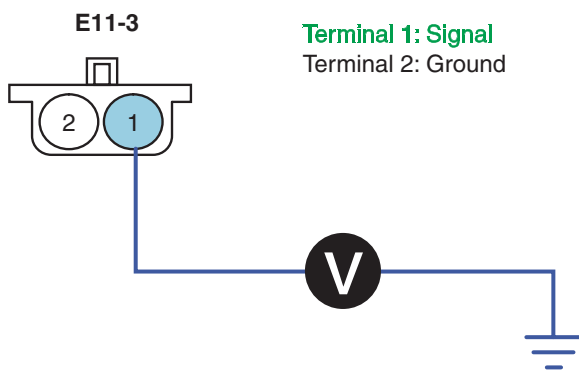 E11-3
Terminal 1: Signal
Terminal 2: Ground
2 1
V